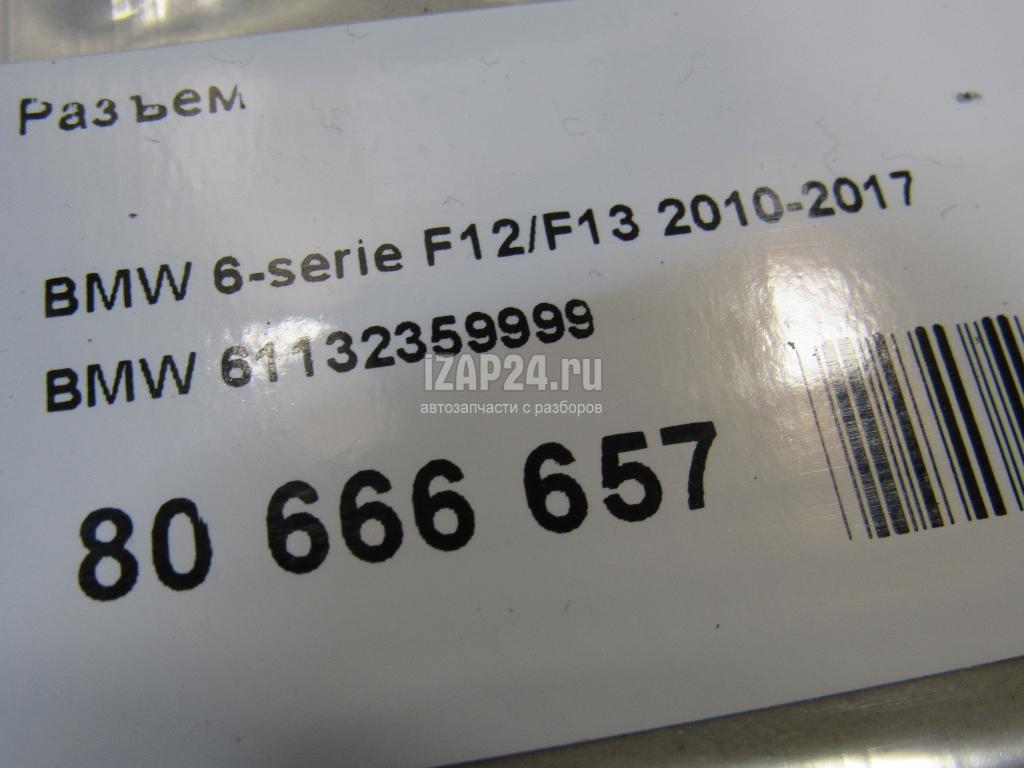 Разъем
BMW 6-serie F12/F13 2010-2017
BMW 61132359999
iZAP24.ru
автозапчасти с разборов
80 666 657